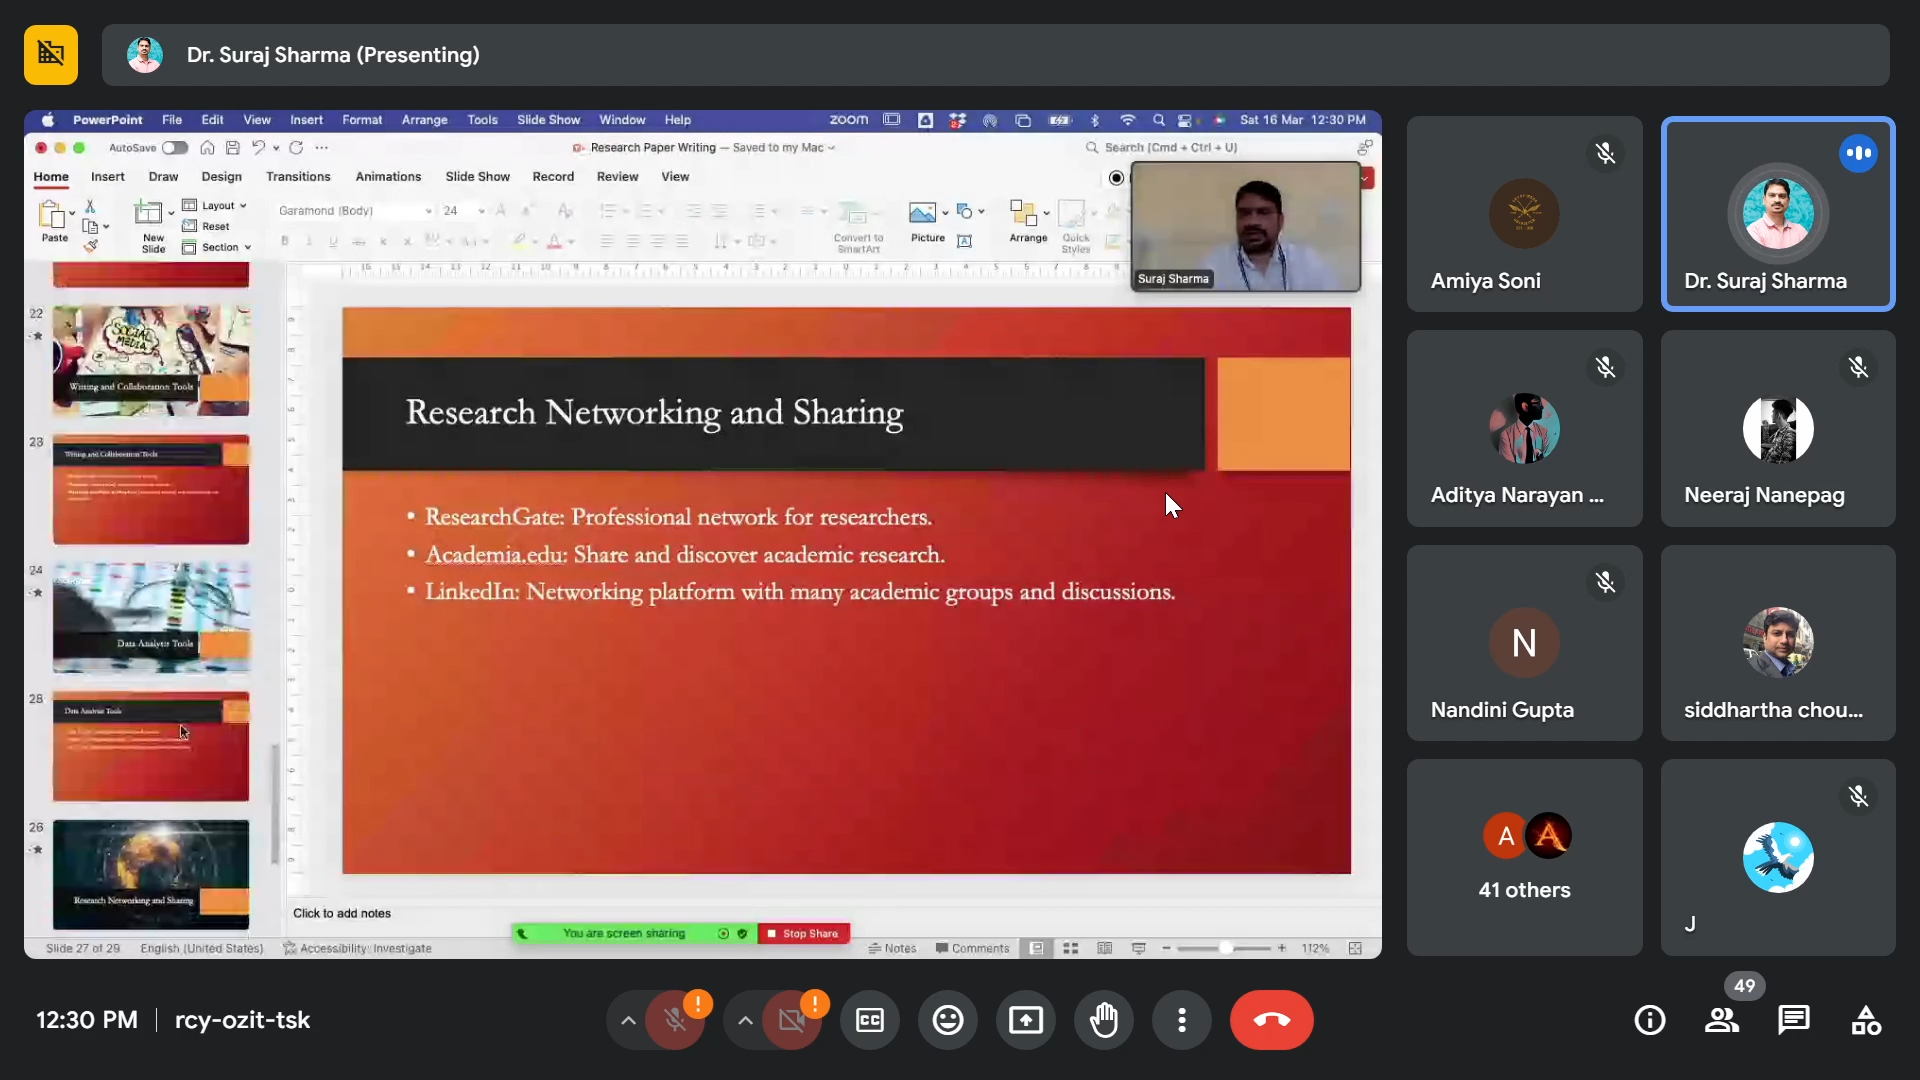 Dr. Suraj Sharma (Presenting)
PowerPoint File Edit View Insert Format Arrange Tools Slide Show Window Help
zoom Sat 16 Mar 12:30 PM
AutoSave
Research Paper Writing — Saved to my Mac
Search (Cmd + Ctrl + U)
Home Insert Draw Design Transitions Animations Slide Show Record Review View
Paste
New Slide
Layout
Reset
Section
Garamond (Body) 24
Convert to SmartArt
Picture
Arrange
Quick Styles
Suraj Sharma
22
SOCIAL MEDIA
Writing and Collaboration Tools
23
Writing and Collaboration Tools
24
Data Analysis Tools
Data Analysis Tools
26
Research Networking and Sharing
Research Networking and Sharing
• ResearchGate: Professional network for researchers.
• Academia.edu: Share and discover academic research.
• LinkedIn: Networking platform with many academic groups and discussions.
Click to add notes
You are screen sharing
Stop Share
Slide 27 of 29 English (United States) Accessibility: Investigate
Notes Comments 112%
Amiya Soni
Dr. Suraj Sharma
Aditya Narayan ...
Neeraj Nanepag
N
Nandini Gupta
siddhartha chou...
A
41 others
J
12:30 PM | rcy-ozit-tsk
CC
49